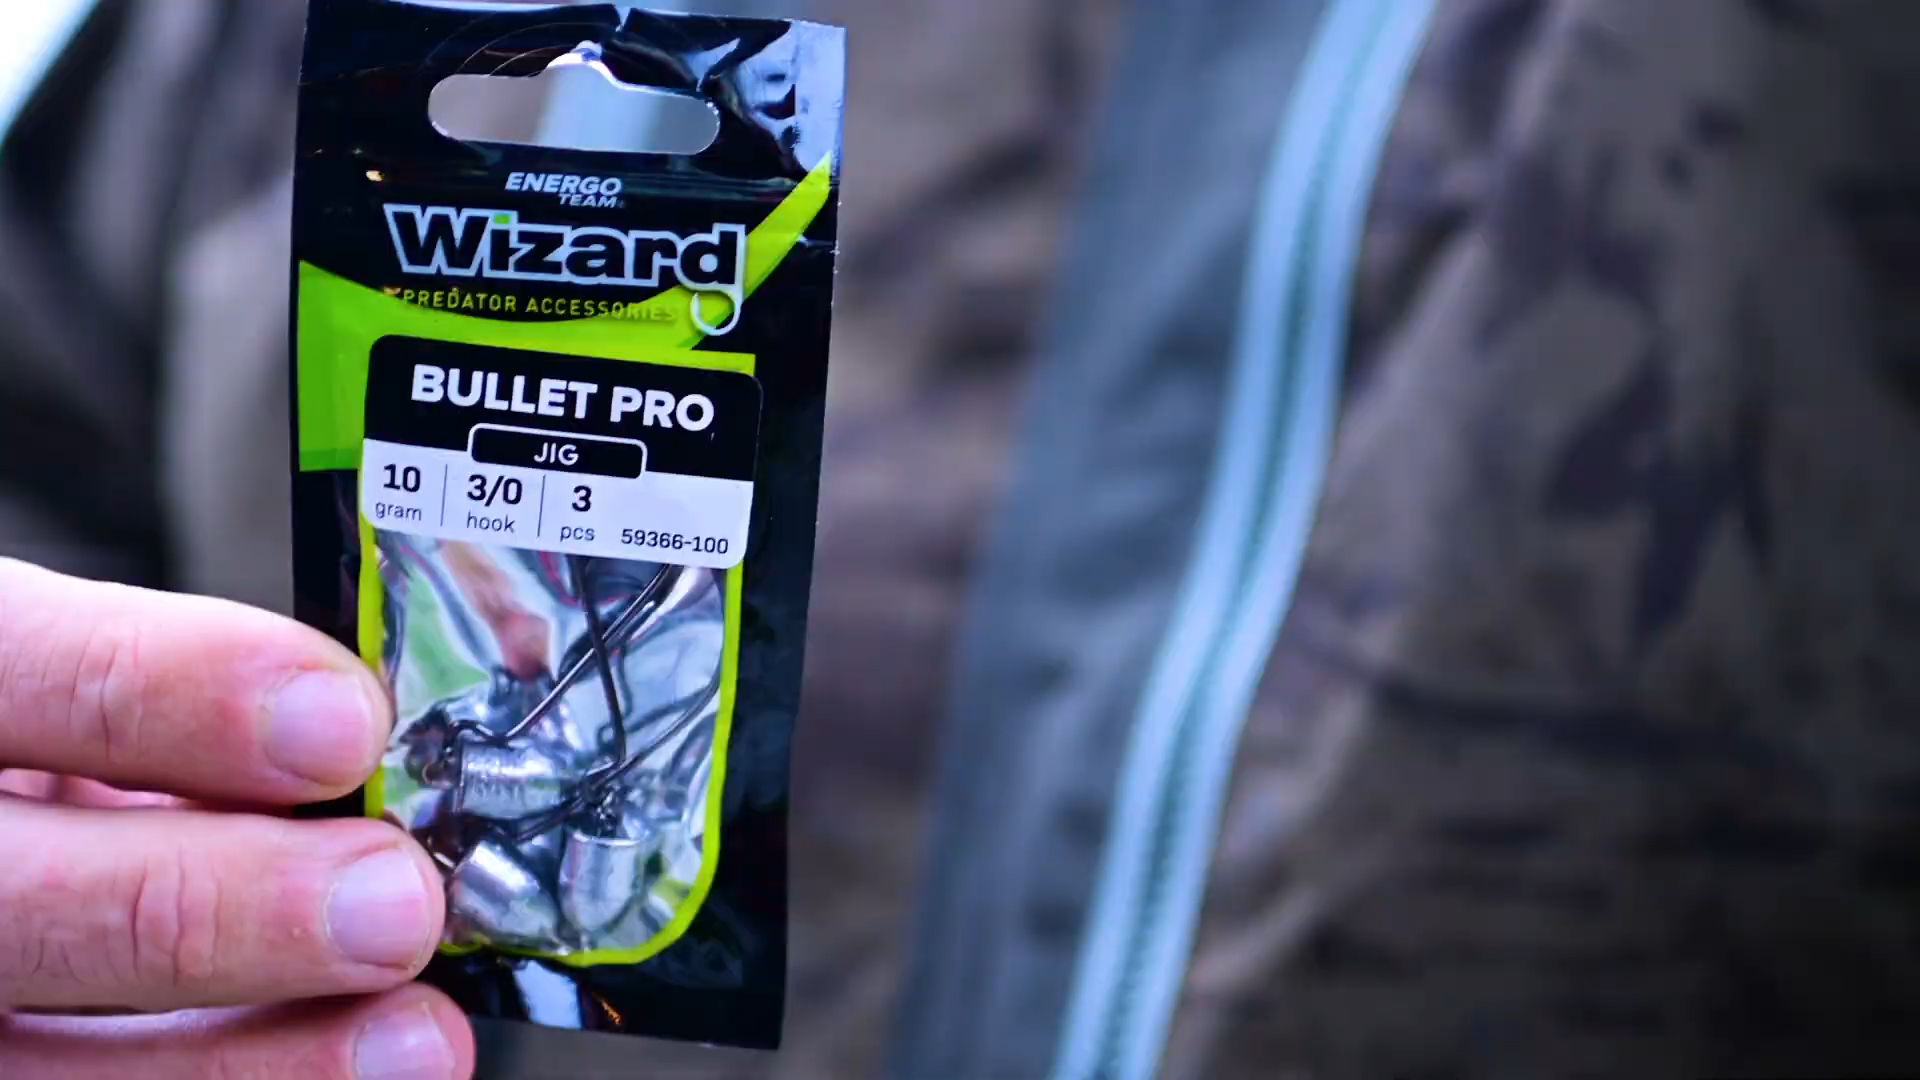 ENERGO
TEAM
Wizard
PREDATOR ACCESSORIES
BULLET PRO
JIG
10 gram
3/0 hook
3 pcs
59366-100